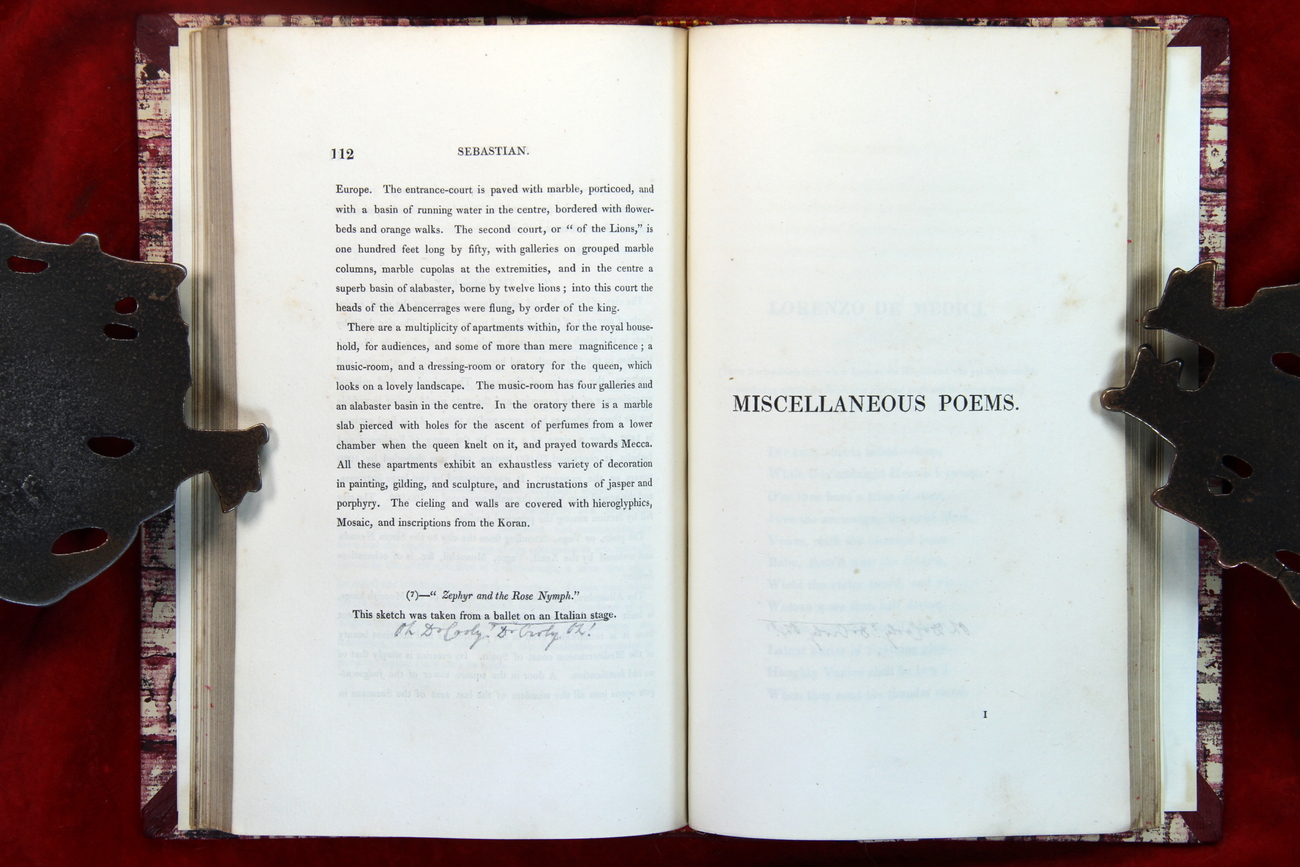 112
SEBASTIAN.
Europe. The entrance-court is paved with marble, porticoed, and
with a basin of running water in the centre, bordered with flower-
beds and orange walks. The second court, or “ of the Lions,” is
one hundred feet long by fifty, with galleries on grouped marble
columns, marble cupolas at the extremities, and in the centre a
superb basin of alabaster, borne by twelve lions ; into this court the
heads of the Abencerrages were flung, by order of the king.
There are a multiplicity of apartments within, for the royal house-
hold, for audiences, and some of more than mere magnificence ; a
music-room, and a dressing-room or oratory for the queen, which
looks on a lovely landscape. The music-room has four galleries and
an alabaster basin in the centre. In the oratory there is a marble
slab pierced with holes for the ascent of perfumes from a lower
chamber when the queen knelt on it, and prayed towards Mecca.
All these apartments exhibit an exhaustless variety of decoration
in painting, gilding, and sculpture, and incrustations of jasper and
porphyry. The cieling and walls are covered with hieroglyphics,
Mosaic, and inscriptions from the Koran.
(7)—“ Zephyr and the Rose Nymph.”
This sketch was taken from a ballet on an Italian stage.
Oh Dr Croly! Dr Croly Oh!
MISCELLANEOUS POEMS.
I